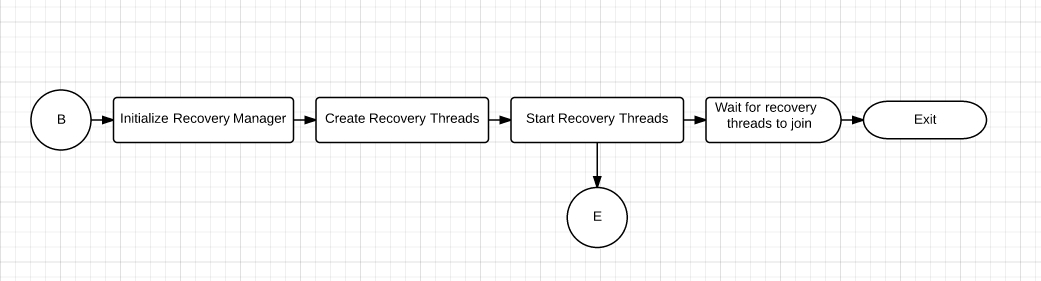 B
Initialize Recovery Manager
Create Recovery Threads
Start Recovery Threads
Wait for recovery
threads to join
Exit
E